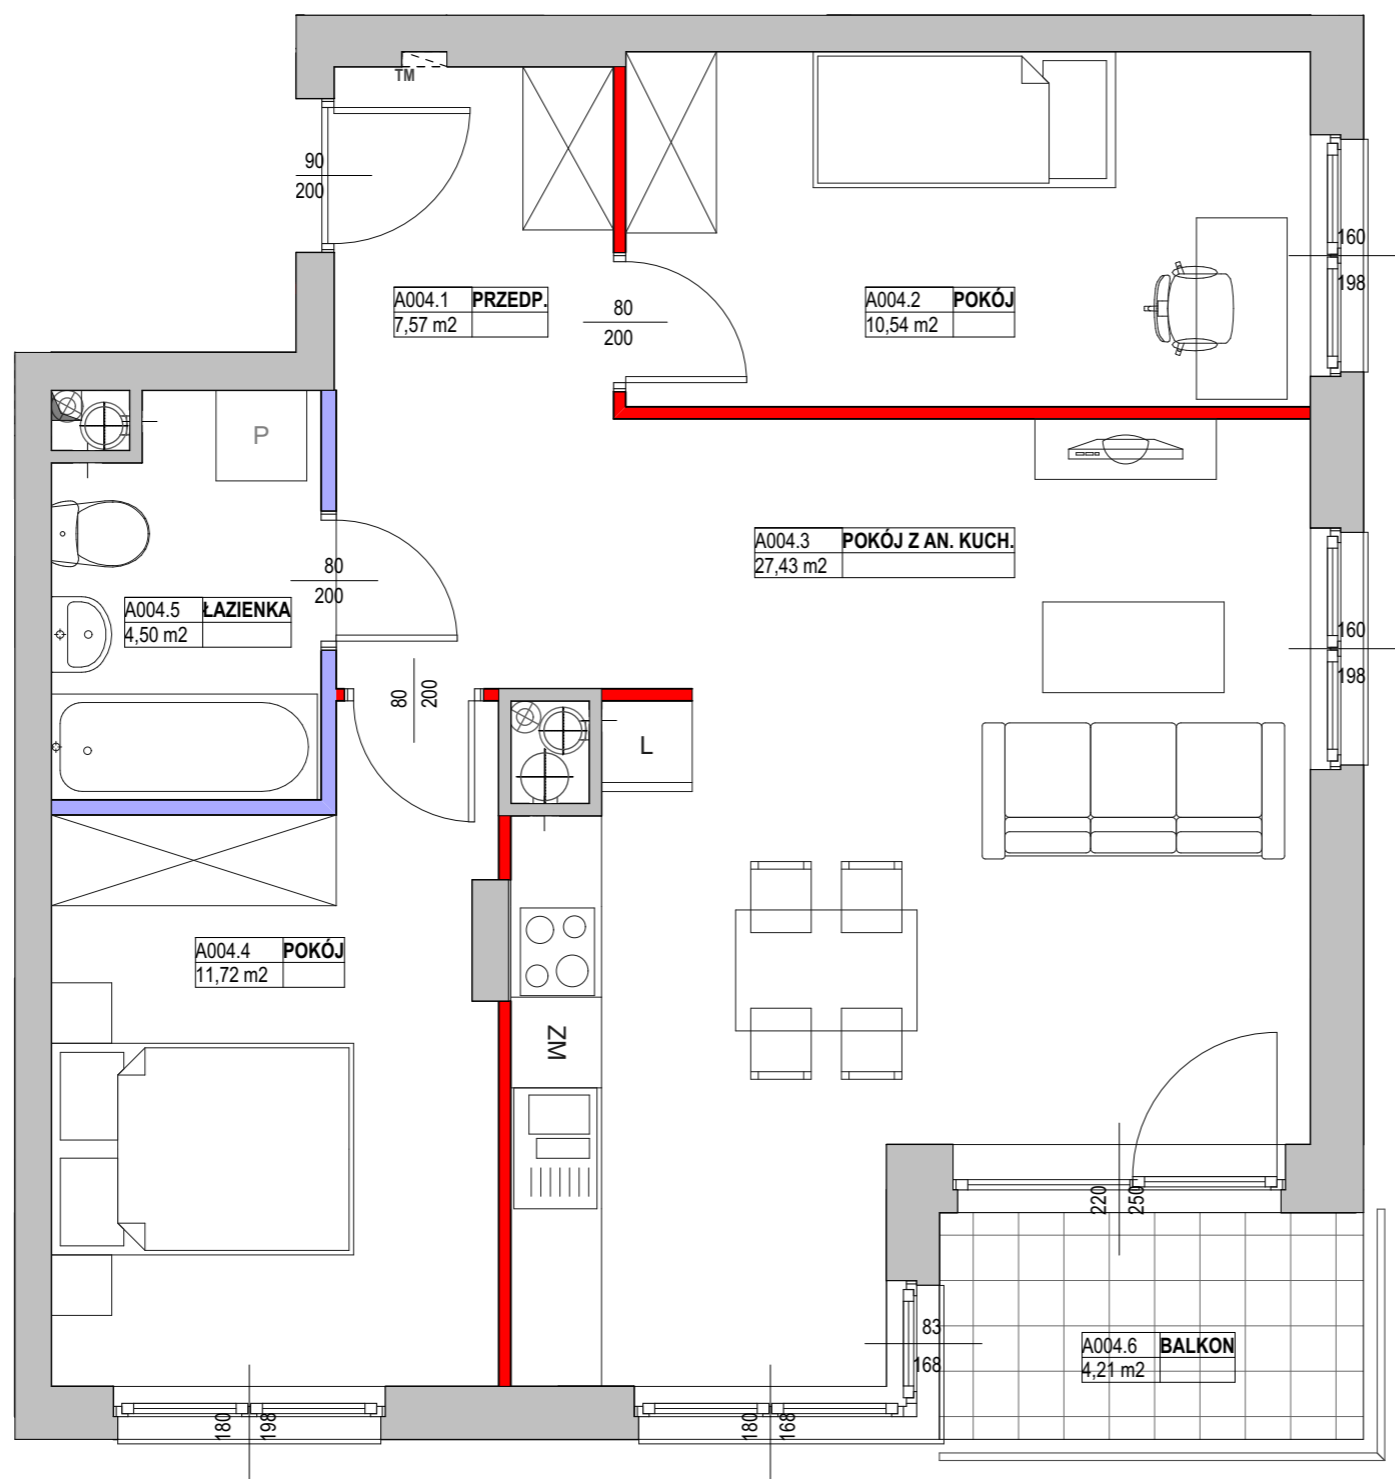 TM
90
200
A004.1 PRZEDP.
7,57 m2
80
200
A004.2 POKÓJ
10,54 m2
160
198
P
A004.3 POKÓJ Z AN. KUCH.
27,43 m2
80
200
A004.5 ŁAZIENKA
4,50 m2
160
198
80
200
L
A004.4 POKÓJ
11,72 m2
ZM
220
250
83
168
A004.6 BALKON
4,21 m2
180
198
180
168